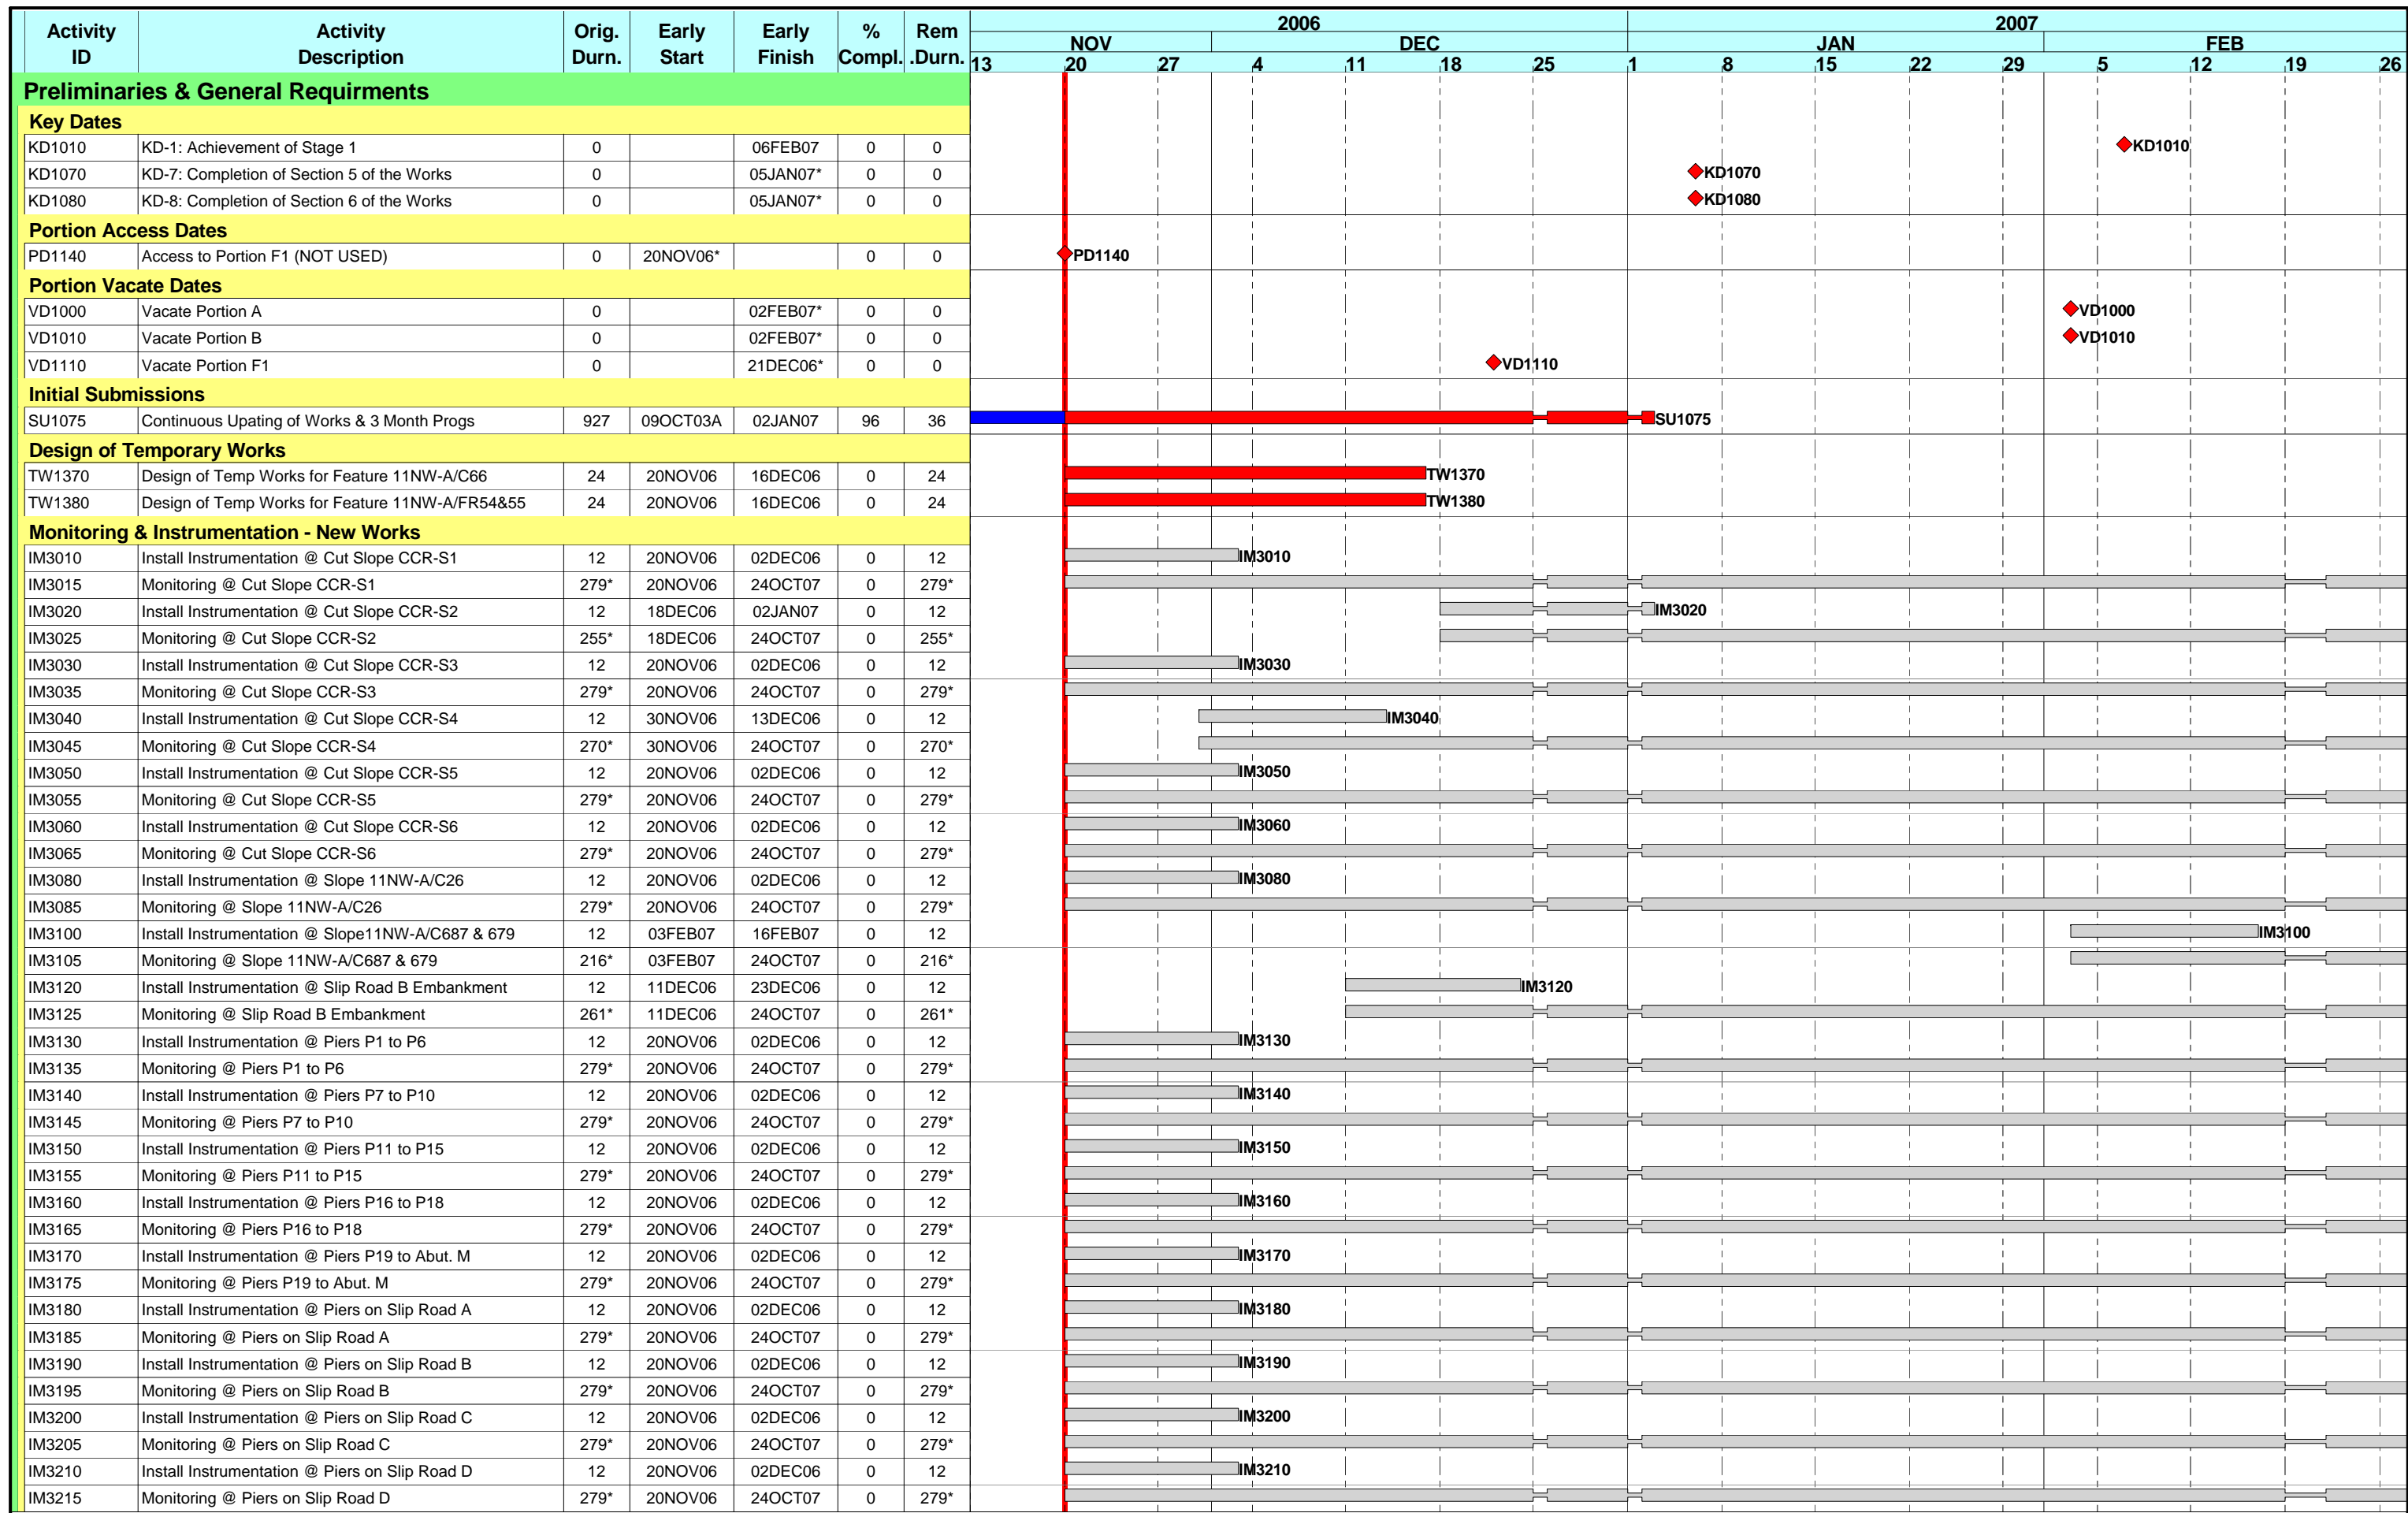 Activity Activity Orig. Early Early % Rem 2006 2007
ID Description Durn. Start Finish Compl. .Durn. NOV DEC JAN FEB
13 20 27 4 11 18 25 1 8 15 22 29 5 12 19 26
Preliminaries & General Requirments
Key Dates
KD1010 KD-1: Achievement of Stage 1 0 06FEB07 0 0 KD1010
KD1070 KD-7: Completion of Section 5 of the Works 0 05JAN07* 0 0 KD1070
KD1080 KD-8: Completion of Section 6 of the Works 0 05JAN07* 0 0 KD1080
Portion Access Dates
PD1140 Access to Portion F1 (NOT USED) 0 20NOV06* 0 0 PD1140
Portion Vacate Dates
VD1000 Vacate Portion A 0 02FEB07* 0 0 VD1000
VD1010 Vacate Portion B 0 02FEB07* 0 0 VD1010
VD1110 Vacate Portion F1 0 21DEC06* 0 0 VD1110
Initial Submissions
SU1075 Continuous Upating of Works & 3 Month Progs 927 09OCT03A 02JAN07 96 36 SU1075
Design of Temporary Works
TW1370 Design of Temp Works for Feature 11NW-A/C66 24 20NOV06 16DEC06 0 24 TW1370
TW1380 Design of Temp Works for Feature 11NW-A/FR54&55 24 20NOV06 16DEC06 0 24 TW1380
Monitoring & Instrumentation - New Works
IM3010 Install Instrumentation @ Cut Slope CCR-S1 12 20NOV06 02DEC06 0 12 IM3010
IM3015 Monitoring @ Cut Slope CCR-S1 279* 20NOV06 24OCT07 0 279*
IM3020 Install Instrumentation @ Cut Slope CCR-S2 12 18DEC06 02JAN07 0 12 IM3020
IM3025 Monitoring @ Cut Slope CCR-S2 255* 18DEC06 24OCT07 0 255*
IM3030 Install Instrumentation @ Cut Slope CCR-S3 12 20NOV06 02DEC06 0 12 IM3030
IM3035 Monitoring @ Cut Slope CCR-S3 279* 20NOV06 24OCT07 0 279*
IM3040 Install Instrumentation @ Cut Slope CCR-S4 12 30NOV06 13DEC06 0 12 IM3040
IM3045 Monitoring @ Cut Slope CCR-S4 270* 30NOV06 24OCT07 0 270*
IM3050 Install Instrumentation @ Cut Slope CCR-S5 12 20NOV06 02DEC06 0 12 IM3050
IM3055 Monitoring @ Cut Slope CCR-S5 279* 20NOV06 24OCT07 0 279*
IM3060 Install Instrumentation @ Cut Slope CCR-S6 12 20NOV06 02DEC06 0 12 IM3060
IM3065 Monitoring @ Cut Slope CCR-S6 279* 20NOV06 24OCT07 0 279*
IM3080 Install Instrumentation @ Slope 11NW-A/C26 12 20NOV06 02DEC06 0 12 IM3080
IM3085 Monitoring @ Slope 11NW-A/C26 279* 20NOV06 24OCT07 0 279*
IM3100 Install Instrumentation @ Slope11NW-A/C687 & 679 12 03FEB07 16FEB07 0 12 IM3100
IM3105 Monitoring @ Slope 11NW-A/C687 & 679 216* 03FEB07 24OCT07 0 216*
IM3120 Install Instrumentation @ Slip Road B Embankment 12 11DEC06 23DEC06 0 12 IM3120
IM3125 Monitoring @ Slip Road B Embankment 261* 11DEC06 24OCT07 0 261*
IM3130 Install Instrumentation @ Piers P1 to P6 12 20NOV06 02DEC06 0 12 IM3130
IM3135 Monitoring @ Piers P1 to P6 279* 20NOV06 24OCT07 0 279*
IM3140 Install Instrumentation @ Piers P7 to P10 12 20NOV06 02DEC06 0 12 IM3140
IM3145 Monitoring @ Piers P7 to P10 279* 20NOV06 24OCT07 0 279*
IM3150 Install Instrumentation @ Piers P11 to P15 12 20NOV06 02DEC06 0 12 IM3150
IM3155 Monitoring @ Piers P11 to P15 279* 20NOV06 24OCT07 0 279*
IM3160 Install Instrumentation @ Piers P16 to P18 12 20NOV06 02DEC06 0 12 IM3160
IM3165 Monitoring @ Piers P16 to P18 279* 20NOV06 24OCT07 0 279*
IM3170 Install Instrumentation @ Piers P19 to Abut. M 12 20NOV06 02DEC06 0 12 IM3170
IM3175 Monitoring @ Piers P19 to Abut. M 279* 20NOV06 24OCT07 0 279*
IM3180 Install Instrumentation @ Piers on Slip Road A 12 20NOV06 02DEC06 0 12 IM3180
IM3185 Monitoring @ Piers on Slip Road A 279* 20NOV06 24OCT07 0 279*
IM3190 Install Instrumentation @ Piers on Slip Road B 12 20NOV06 02DEC06 0 12 IM3190
IM3195 Monitoring @ Piers on Slip Road B 279* 20NOV06 24OCT07 0 279*
IM3200 Install Instrumentation @ Piers on Slip Road C 12 20NOV06 02DEC06 0 12 IM3200
IM3205 Monitoring @ Piers on Slip Road C 279* 20NOV06 24OCT07 0 279*
IM3210 Install Instrumentation @ Piers on Slip Road D 12 20NOV06 02DEC06 0 12 IM3210
IM3215 Monitoring @ Piers on Slip Road D 279* 20NOV06 24OCT07 0 279*